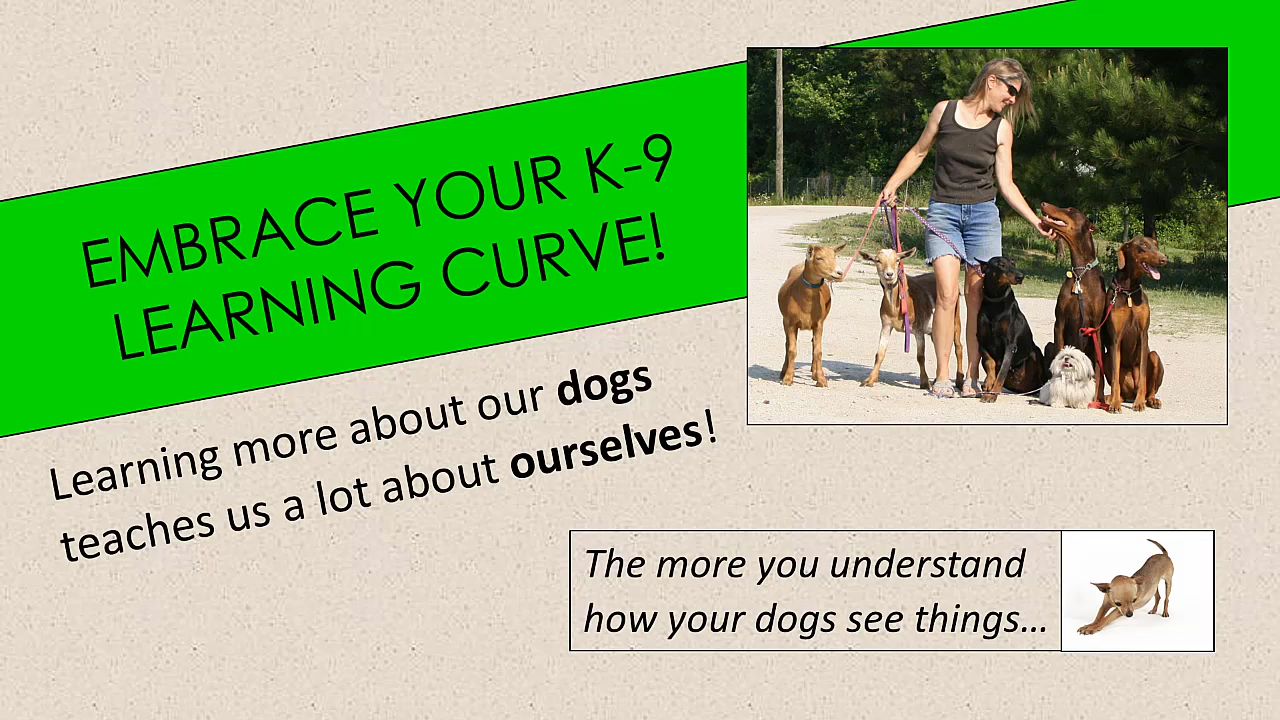 EMBRACE YOUR K-9
LEARNING CURVE!
Learning more about our dogs
teaches us a lot about ourselves!
The more you understand
how your dogs see things...